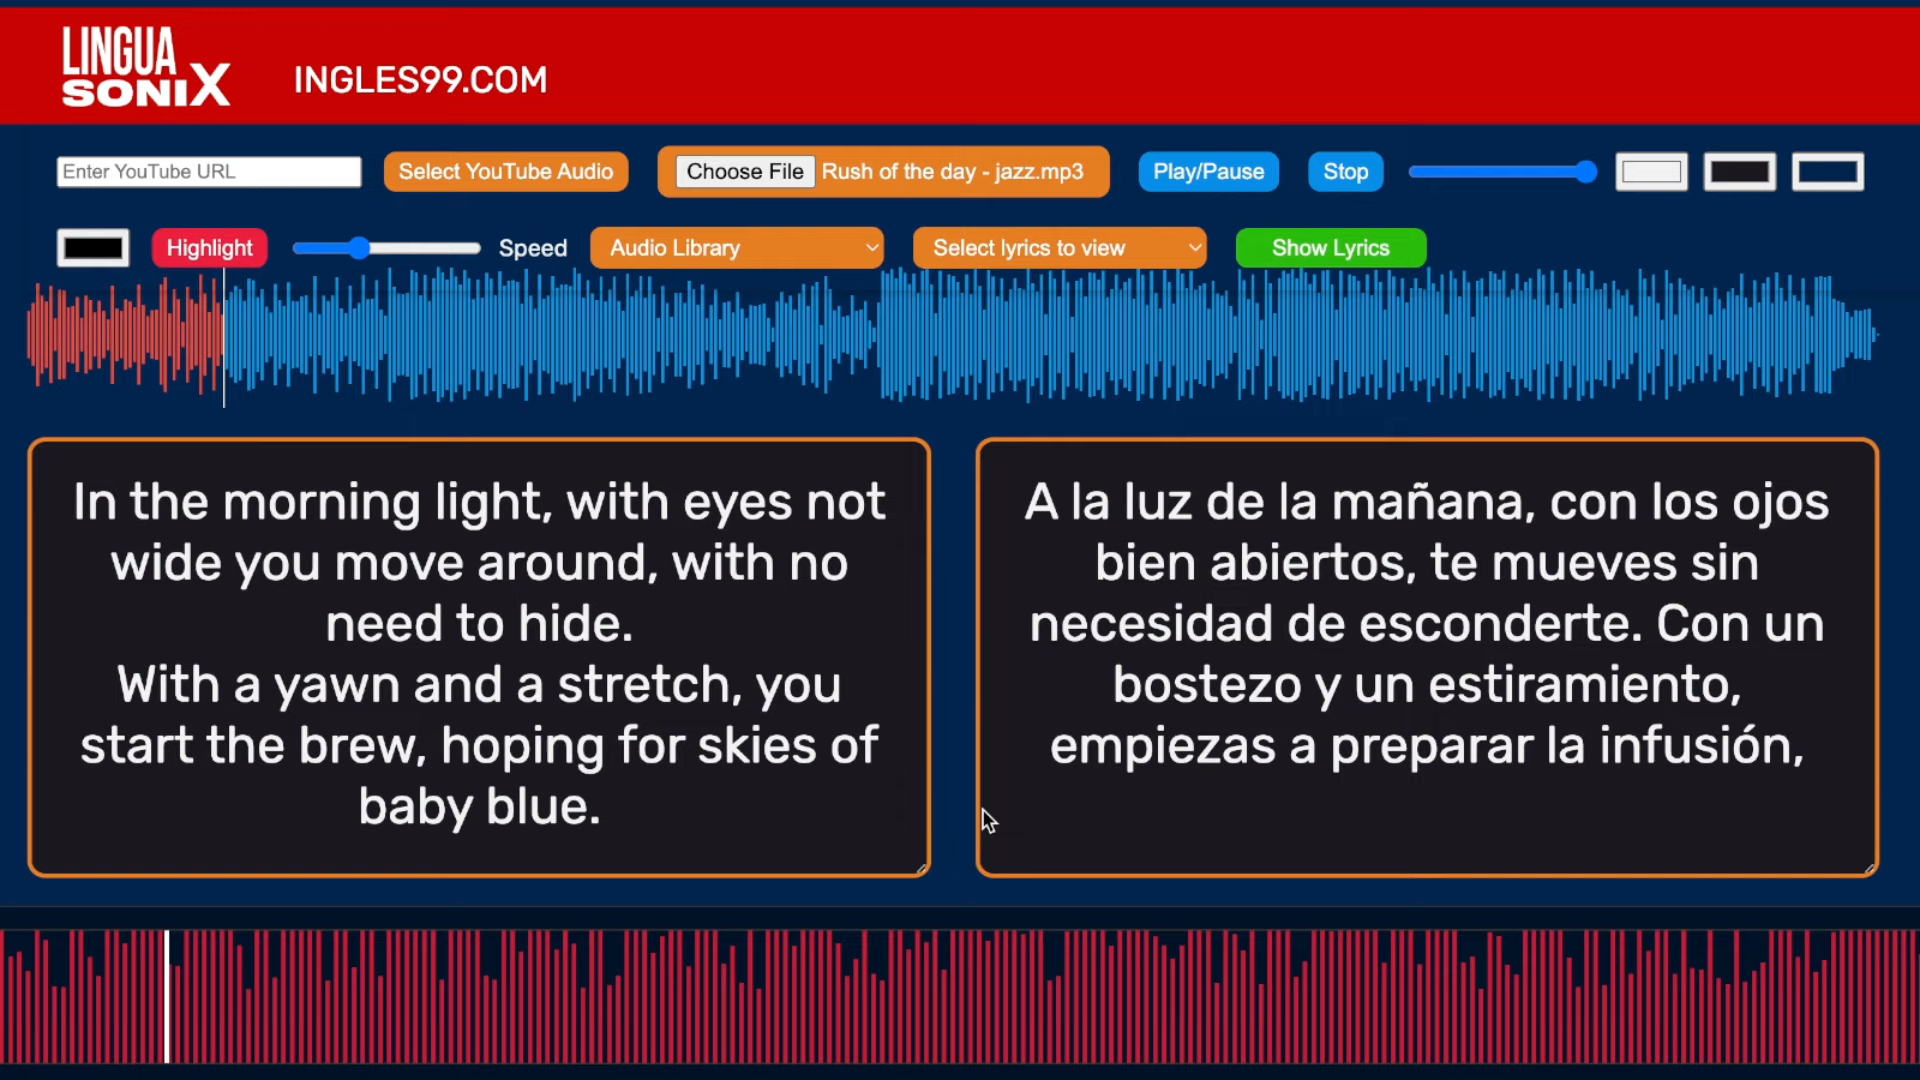 LINGUA
SONIX
INGLES99.COM
Enter YouTube URL
Select YouTube Audio
Choose File
Rush of the day - jazz.mp3
Play/Pause
Stop
Highlight
Speed
Audio Library
Select lyrics to view
Show Lyrics
In the morning light, with eyes not
wide you move around, with no
need to hide.
With a yawn and a stretch, you
start the brew, hoping for skies of
baby blue.
A la luz de la mañana, con los ojos
bien abiertos, te mueves sin
necesidad de esconderte. Con un
bostezo y un estiramiento,
empiezas a preparar la infusión,